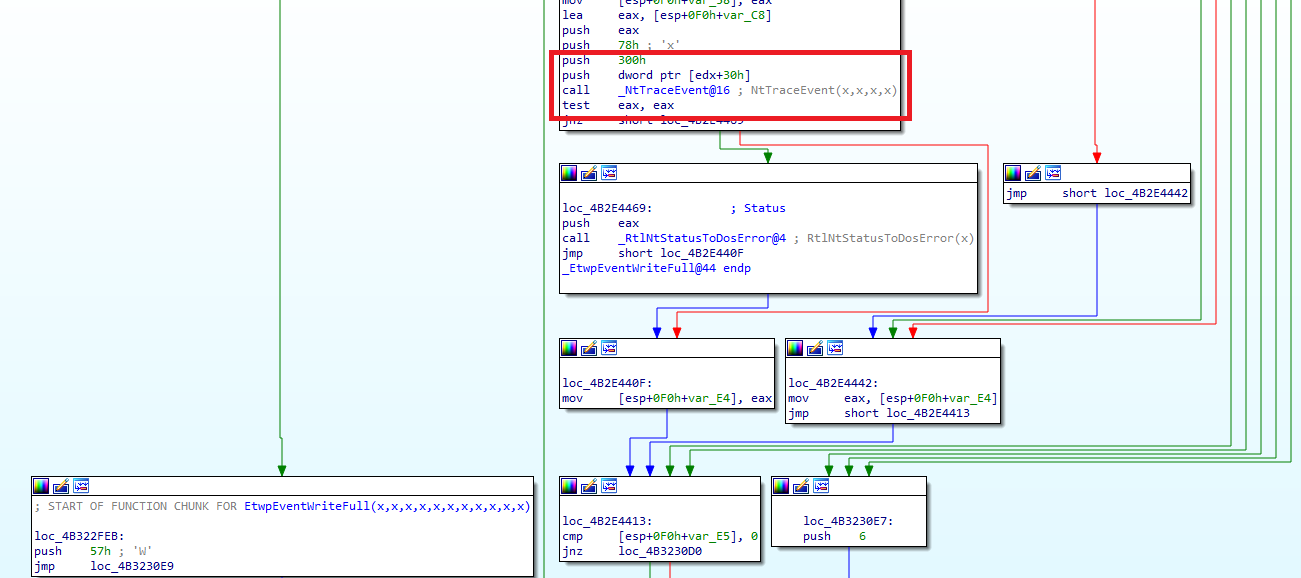 mov     [esp+0F0h+var_38], eax
lea     eax, [esp+0F0h+var_C8]
push    eax
push    78h ; 'x'
push    300h
push    dword ptr [edx+30h]
call    _NtTraceEvent@16 ; NtTraceEvent(x,x,x,x)
test    eax, eax
jnz     short loc_4B2E4469
loc_4B2E4469:           ; Status
push    eax
call    _RtlNtStatusToDosError@4 ; RtlNtStatusToDosError(x)
jmp     short loc_4B2E440F
_EtwpEventWriteFull@44 endp
jmp     short loc_4B2E4442
loc_4B2E440F:
mov     [esp+0F0h+var_E4], eax
loc_4B2E4442:
mov     eax, [esp+0F0h+var_E4]
jmp     short loc_4B2E4413
; START OF FUNCTION CHUNK FOR EtwpEventWriteFull(x,x,x,x,x,x,x,x,x,x,x)
loc_4B322FEB:
push    57h ; 'W'
jmp     loc_4B3230E9
loc_4B2E4413:
cmp     [esp+0F0h+var_E5], 0
jnz     loc_4B3230D0
loc_4B3230E7:
push    6